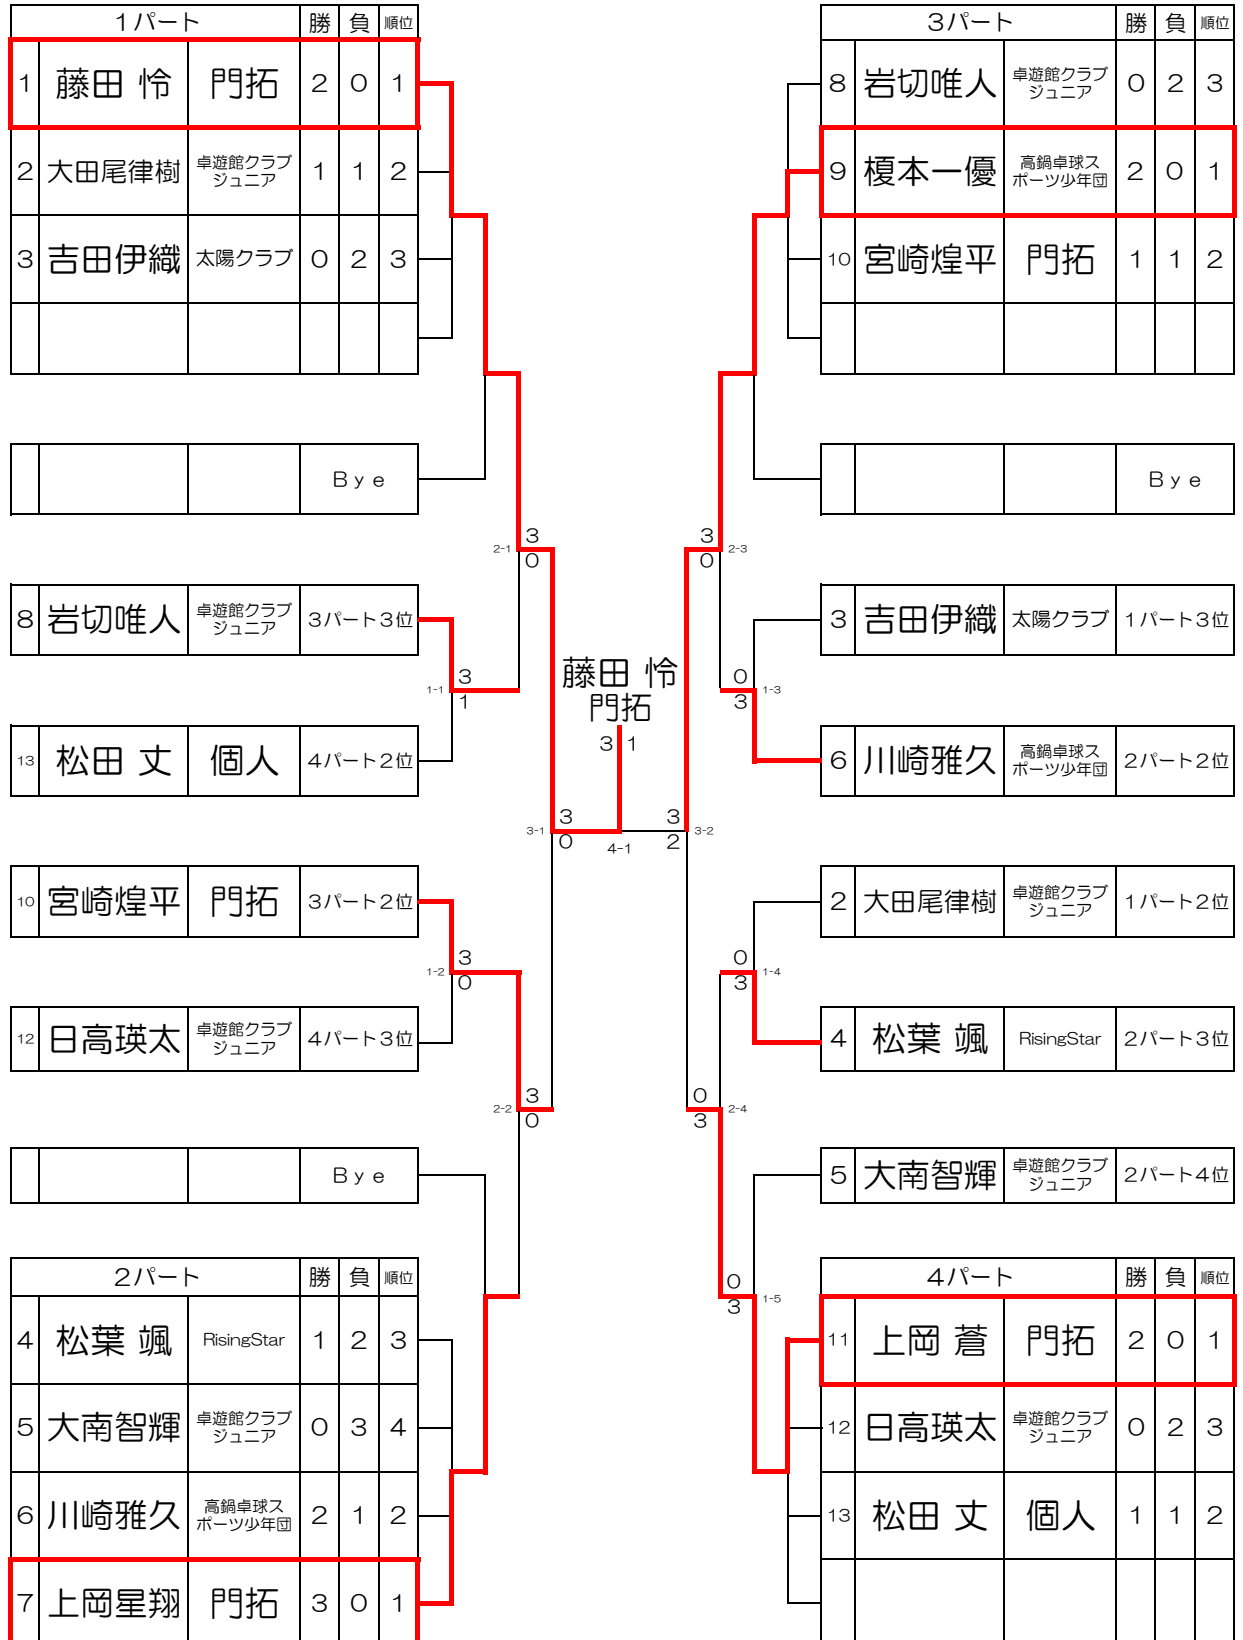 1パート 勝 負 順位
1 藤田 怜 門拓 2 0 1
2 大田尾律樹 卓遊館クラブ
ジュニア 1 1 2
3 吉田伊織 太陽クラブ 0 2 3
Bye
8 岩切唯人 卓遊館クラブ
ジュニア 3パート3位
13 松田 丈 個人 4パート2位
10 宮崎煌平 門拓 3パート2位
12 日高瑛太 卓遊館クラブ
ジュニア 4パート3位
Bye
2パート 勝 負 順位
4 松葉 颯 RisingStar 1 2 3
5 大南智輝 卓遊館クラブ
ジュニア 0 3 4
6 川崎雅久 高鍋卓球ス
ポーツ少年団 2 1 2
7 上岡星翔 門拓 3 0 1
2-1 3
0
1-1 3
1
1-2 3
0
2-2 3
0
3-1 3
0
藤田 怜
門拓
3 1
4-1
3 3-2
2
3 2-3
0
0 1-3
3
0 1-4
3
0 2-4
3
0 1-5
3
3パート 勝 負 順位
8 岩切唯人 卓遊館クラブ
ジュニア 0 2 3
9 榎本一優 高鍋卓球ス
ポーツ少年団 2 0 1
10 宮崎煌平 門拓 1 1 2
Bye
3 吉田伊織 太陽クラブ 1パート3位
6 川崎雅久 高鍋卓球ス
ポーツ少年団 2パート2位
2 大田尾律樹 卓遊館クラブ
ジュニア 1パート2位
4 松葉 颯 RisingStar 2パート3位
5 大南智輝 卓遊館クラブ
ジュニア 2パート4位
4パート 勝 負 順位
11 上岡 蒼 門拓 2 0 1
12 日高瑛太 卓遊館クラブ
ジュニア 0 2 3
13 松田 丈 個人 1 1 2